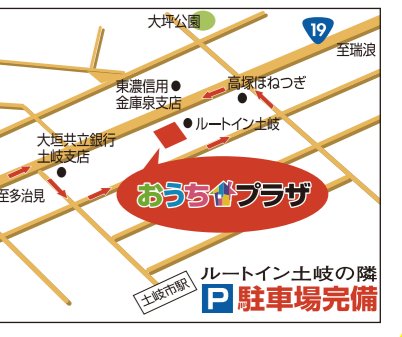 大坪公園
19
至瑞浪
東濃信用
金庫泉支店
高塚ほねつぎ
ルートイン土岐
大垣共立銀行
土岐支店
至多治見
おうちプラザ
土岐市駅
ルートイン土岐の隣
P駐車場完備